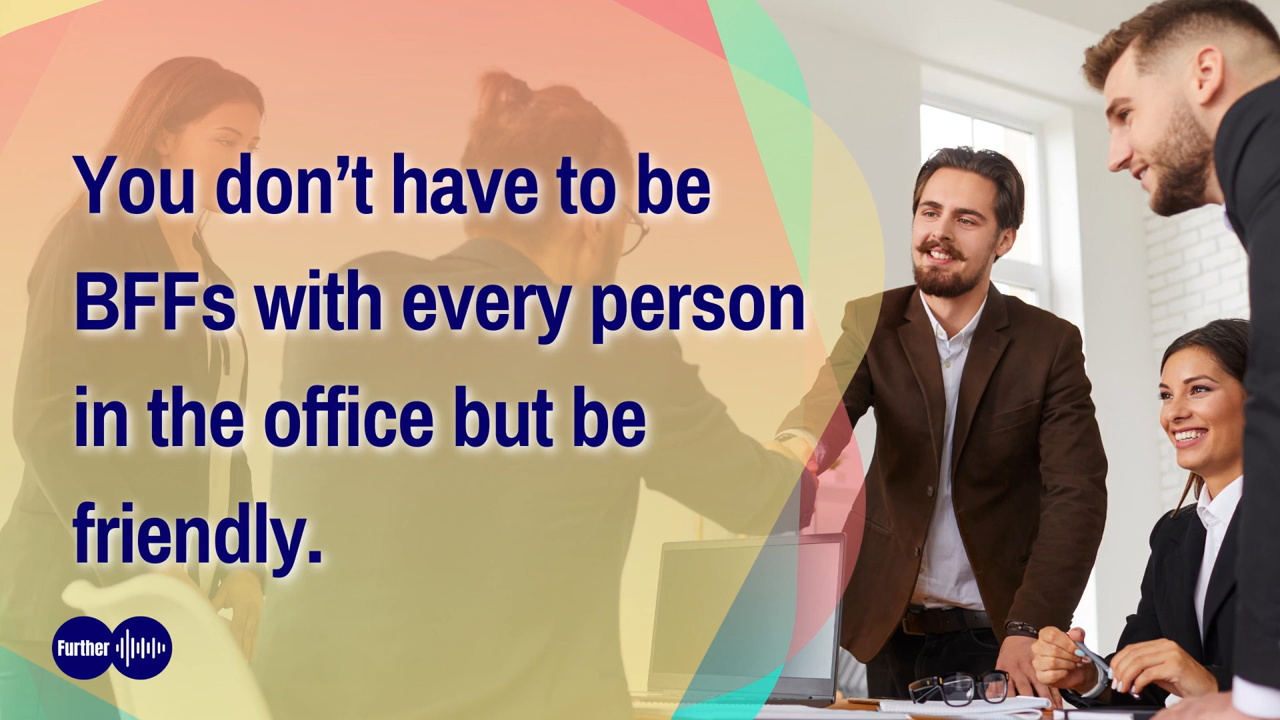 You don’t have to be
BFFs with every person
in the office but be
friendly.
Further